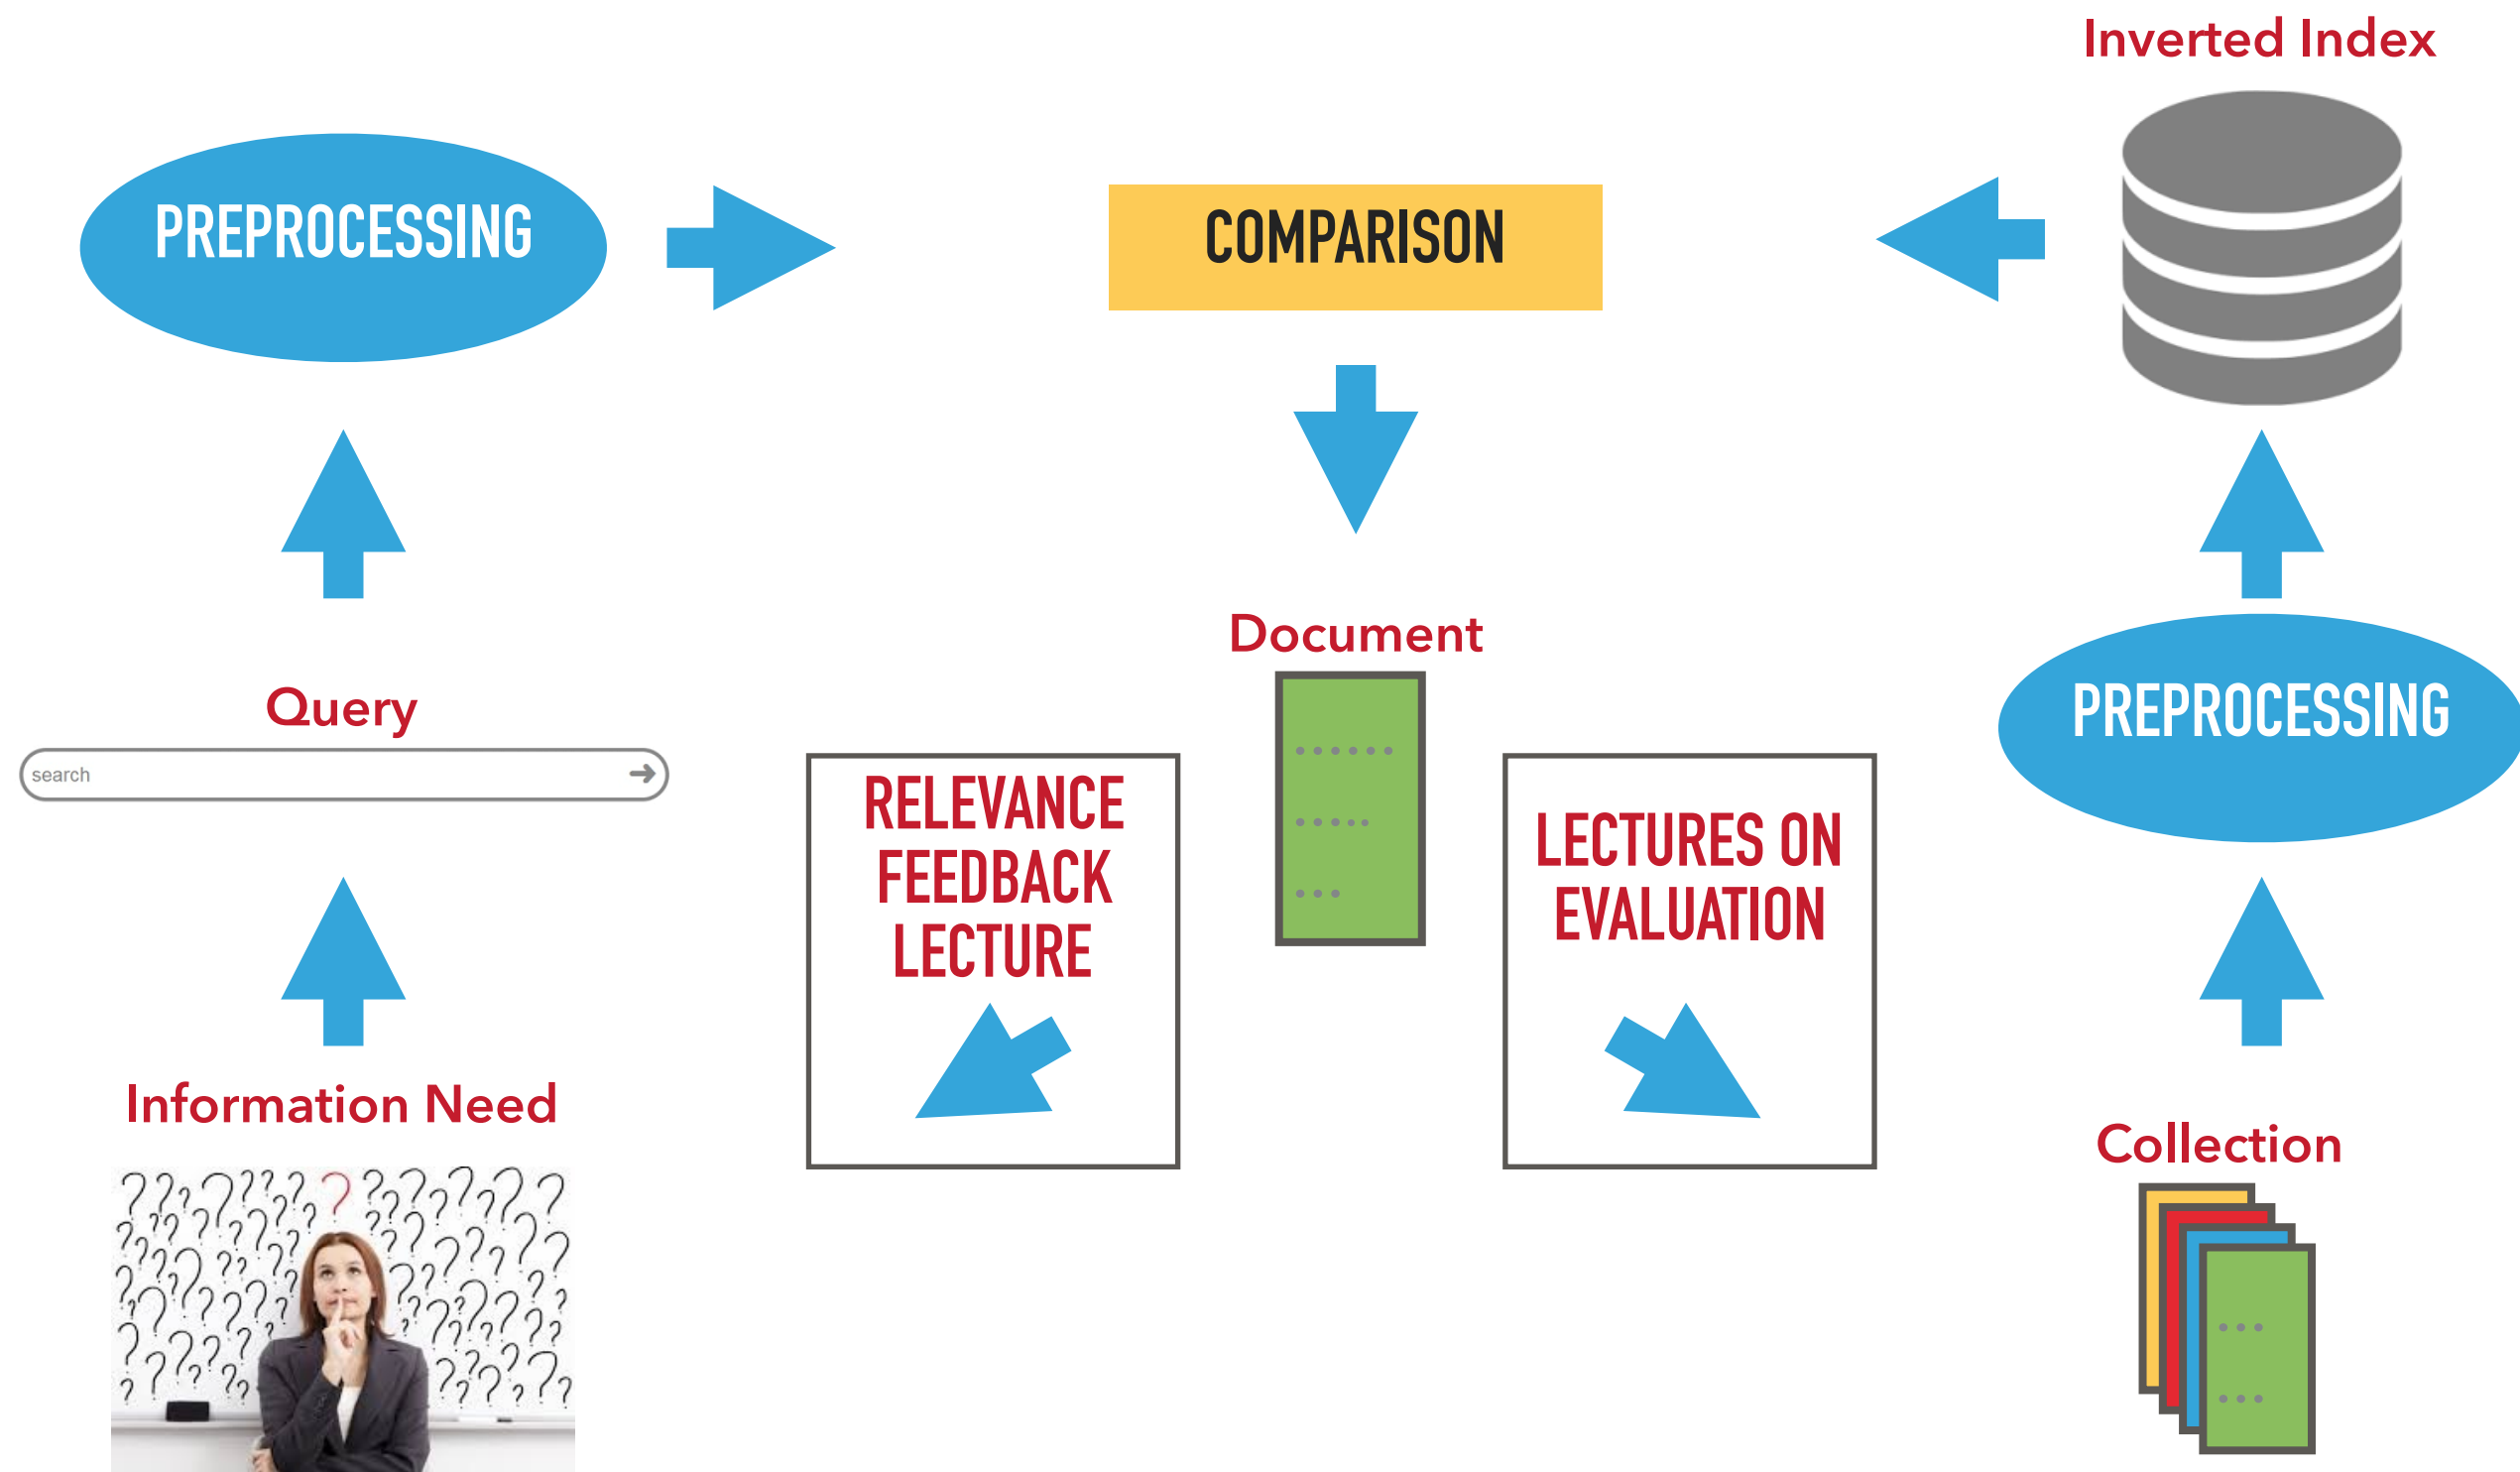 Inverted Index
PREPROCESSING
COMPARISON
Document
Query
search
PREPROCESSING
RELEVANCE
FEEDBACK
LECTURE
LECTURES ON
EVALUATION
Information Need
Collection